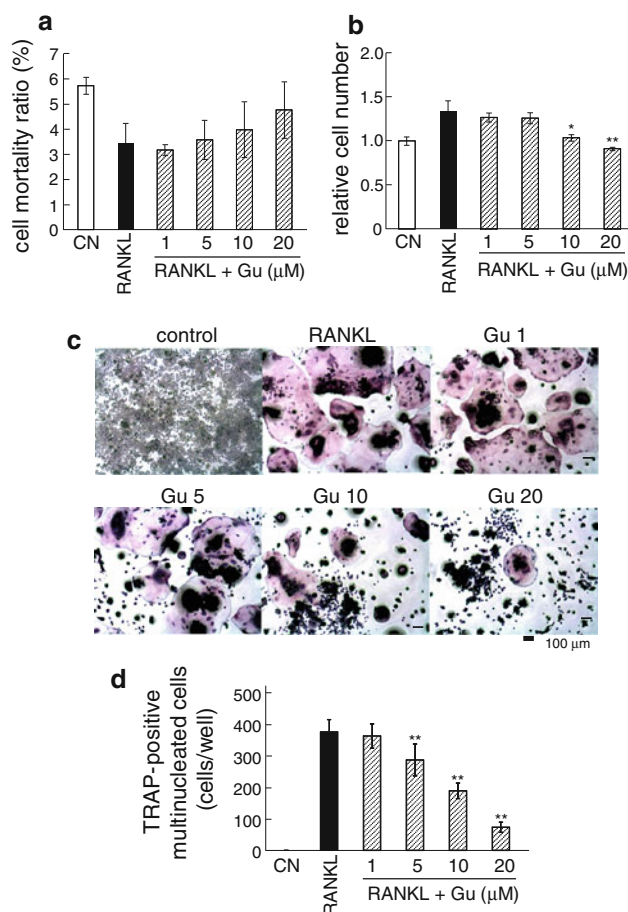 a
cell mortality ratio (%)
7
6
5
4
3
2
1
0
CN
RANKL
1 5 10 20
RANKL + Gu (μM)
b
relative cell number
2.0
1.5
1.0
0.5
0
*
**
CN
RANKL
1 5 10 20
RANKL + Gu (μM)
c
control RANKL Gu 1
Gu 5 Gu 10 Gu 20
100 μm
d
TRAP-positive
multinucleated cells
(cells/well)
500
400
300
200
100
0
**
**
**
CN
RANKL
1 5 10 20
RANKL + Gu (μM)